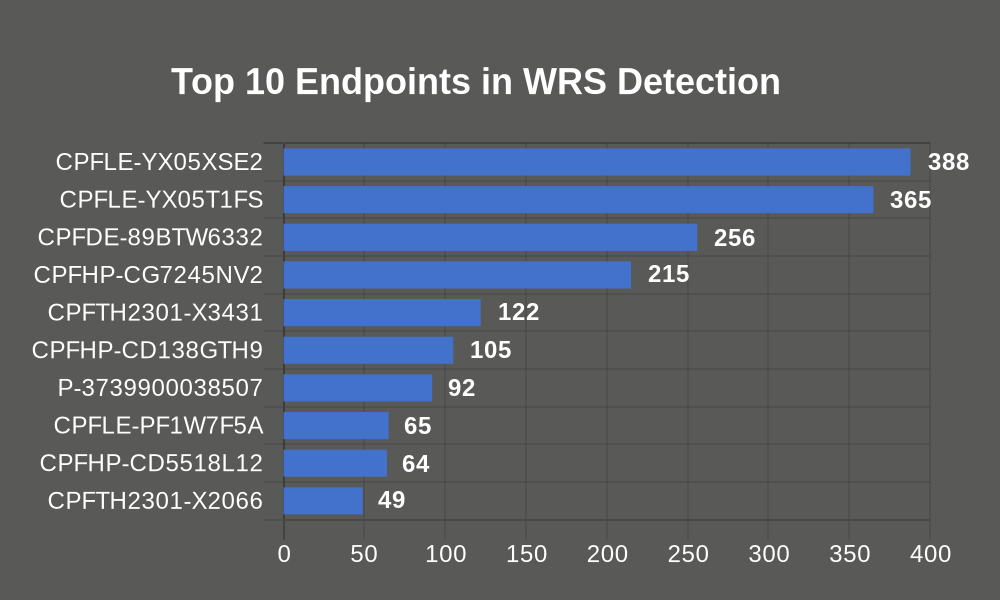 Top 10 Endpoints in WRS Detection
CPFLE-YX05XSE2 388
CPFLE-YX05T1FS 365
CPFDE-89BTW6332 256
CPFHP-CG7245NV2 215
CPFTH2301-X3431 122
CPFHP-CD138GTH9 105
P-3739900038507 92
CPFLE-PF1W7F5A 65
CPFHP-CD5518L12 64
CPFTH2301-X2066 49
0 50 100 150 200 250 300 350 400